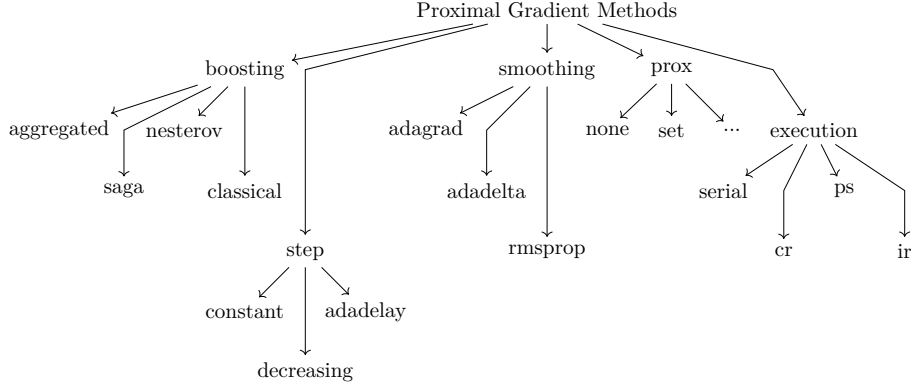 Proximal Gradient Methods
boosting
smoothing
prox
aggregated
nesterov
adagrad
none
set
...
execution
saga
classical
adadelta
serial
ps
step
rmsprop
cr
ir
constant
adadelay
decreasing